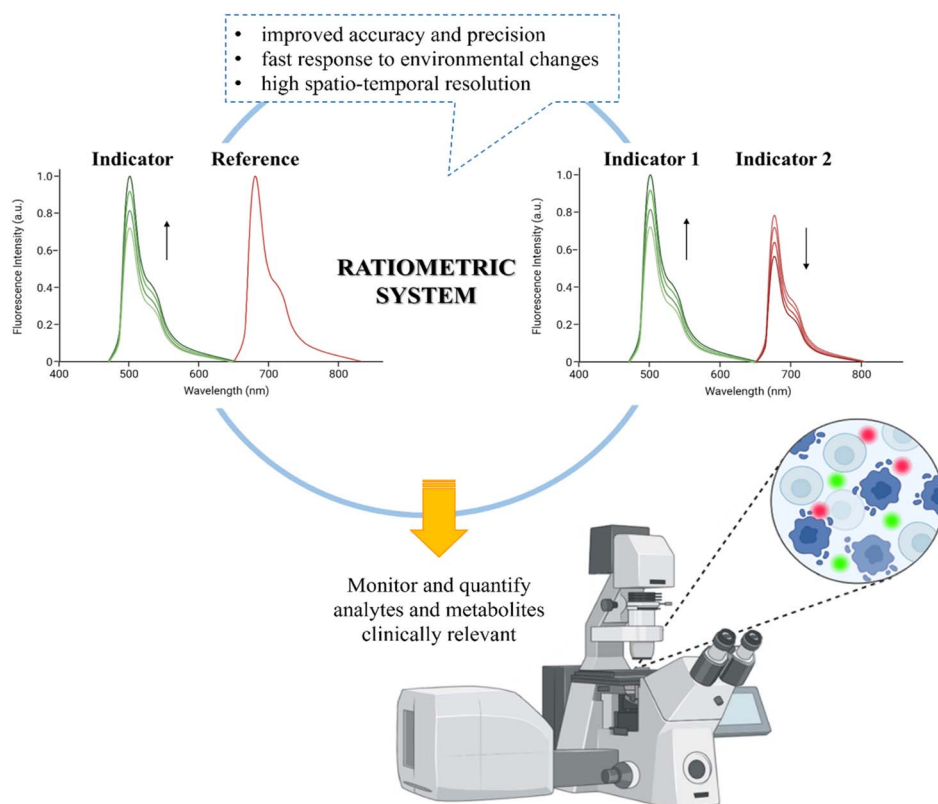 • improved accuracy and precision
• fast response to environmental changes
• high spatio-temporal resolution
Indicator
Reference
Fluorescence Intensity (a.u.)
1.0
0.8
0.6
0.4
0.2
0
400
500
600
700
800
Wavelength (nm)
RATIOMETRIC
SYSTEM
Indicator 1
Indicator 2
Fluorescence Intensity (a.u.)
1.0
0.8
0.6
0.4
0.2
0
400
500
600
700
800
Wavelength (nm)
Monitor and quantify
analytes and metabolites
clinically relevant